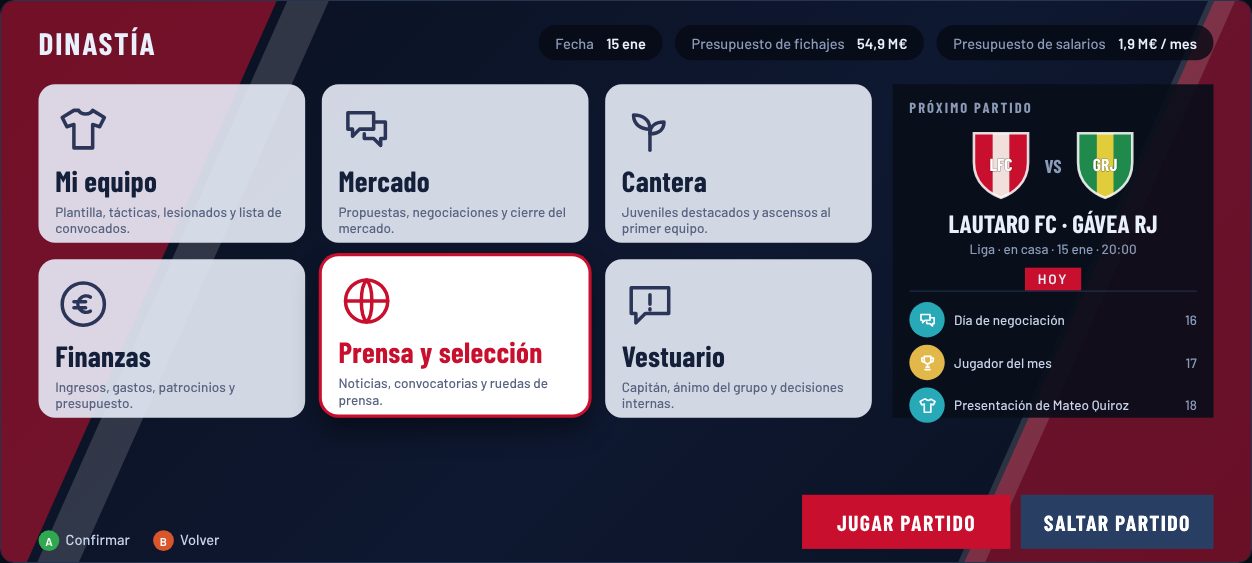 DINASTÍA
Fecha 15 ene
Presupuesto de fichajes 54,9 M€
Presupuesto de salarios 1,9 M€ / mes
Mi equipo
Plantilla, tácticas, lesionados y lista de
convocados.
Mercado
Propuestas, negociaciones y cierre del
mercado.
Cantera
Juveniles destacados y ascensos al
primer equipo.
Finanzas
Ingresos, gastos, patrocinios y
presupuesto.
Prensa y selección
Noticias, convocatorias y ruedas de
prensa.
Vestuario
Capitán, ánimo del grupo y decisiones
internas.
PRÓXIMO PARTIDO
LFC VS GRJ
LAUTARO FC · GÁVEA RJ
Liga · en casa · 15 ene · 20:00
HOY
Día de negociación 16
Jugador del mes 17
Presentación de Mateo Quiroz 18
JUGAR PARTIDO
SALTAR PARTIDO
A Confirmar
B Volver